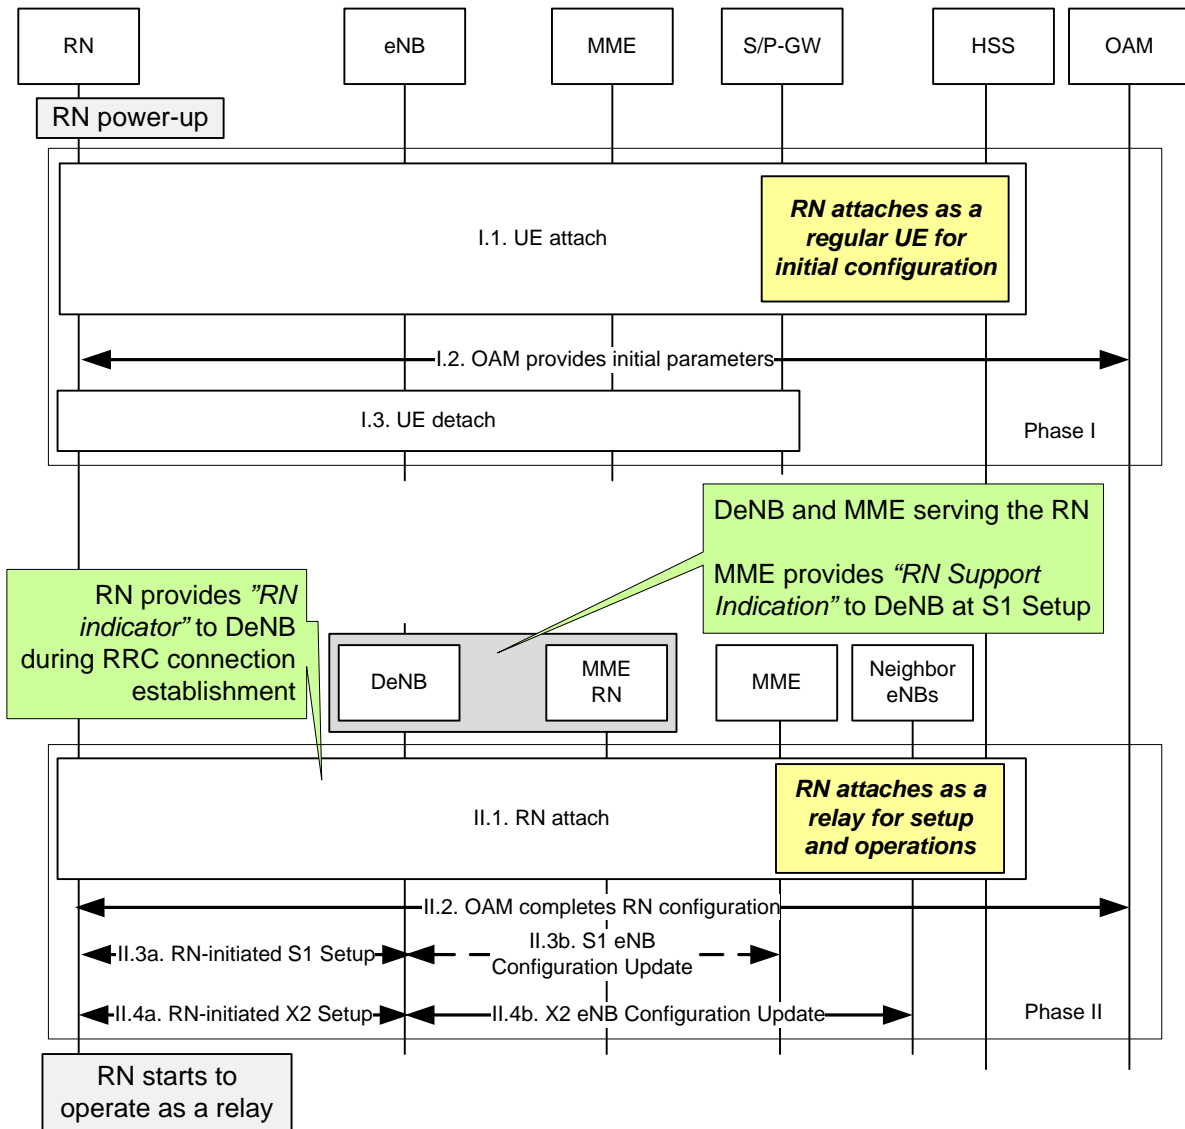 RN
eNB
MME
S/P-GW
HSS
OAM
RN power-up
I.1. UE attach
RN attaches as a
regular UE for
initial configuration
I.2. OAM provides initial parameters
I.3. UE detach
Phase I
DeNB and MME serving the RN
MME provides “RN Support
Indication” to DeNB at S1 Setup
RN provides ”RN
indicator” to DeNB
during RRC connection
establishment
DeNB
MME
RN
MME
Neighbor
eNBs
II.1. RN attach
RN attaches as a
relay for setup
and operations
II.2. OAM completes RN configuration
II.3a. RN-initiated S1 Setup
II.3b. S1 eNB
Configuration Update
II.4a. RN-initiated X2 Setup
II.4b. X2 eNB Configuration Update
Phase II
RN starts to
operate as a relay